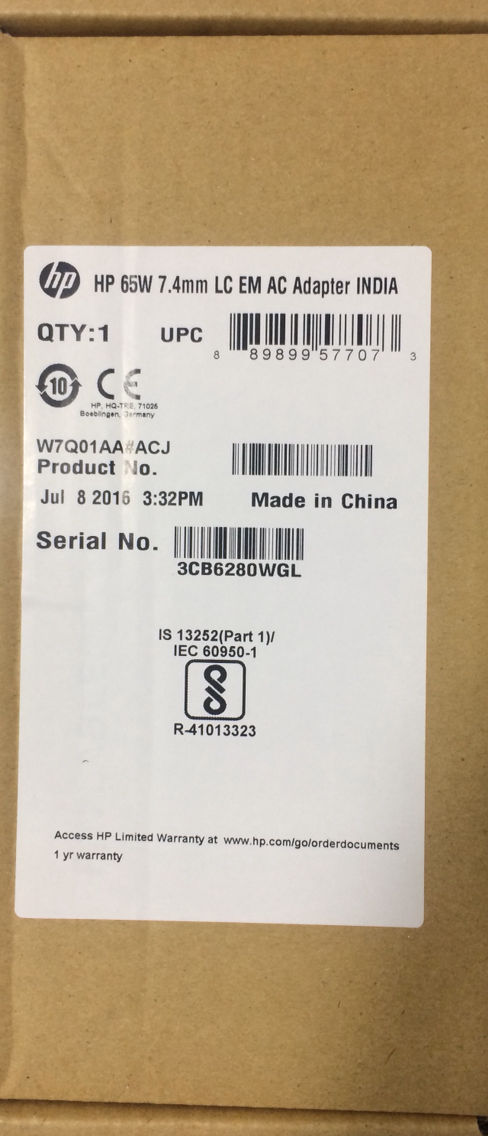 hp HP 65W 7.4mm LC EM AC Adapter INDIA
QTY:1 UPC
8 89899 57707 3
10 CE
HP, HQ-TRE, 71025
Boeblingen, Germany
W7Q01AA#ACJ
Product No.
Jul 8 2016 3:32PM Made in China
Serial No.
3CB6280WGL
IS 13252(Part 1)/
IEC 60950-1
R-41013323
Access HP Limited Warranty at www.hp.com/go/orderdocuments
1 yr warranty